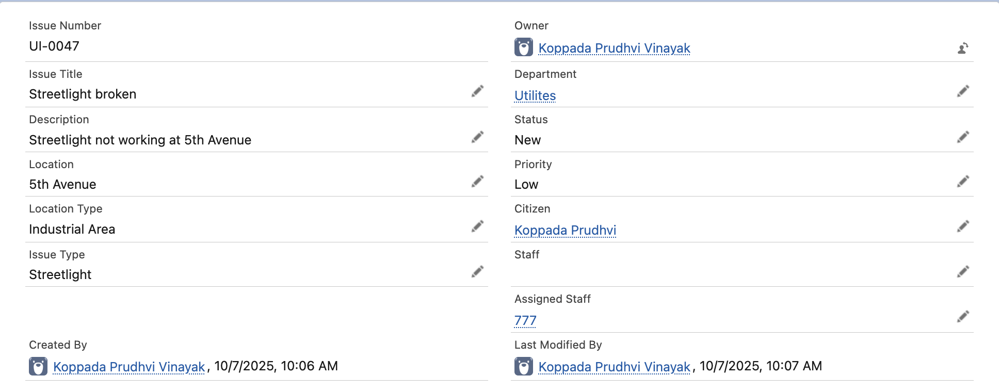 Issue Number
UI-0047
Owner
Koppada Prudhvi Vinayak
Issue Title
Streetlight broken
Department
Utilites
Description
Streetlight not working at 5th Avenue
Status
New
Location
5th Avenue
Priority
Low
Location Type
Industrial Area
Citizen
Koppada Prudhvi
Issue Type
Streetlight
Staff
Assigned Staff
777
Created By
Koppada Prudhvi Vinayak, 10/7/2025, 10:06 AM
Last Modified By
Koppada Prudhvi Vinayak, 10/7/2025, 10:07 AM